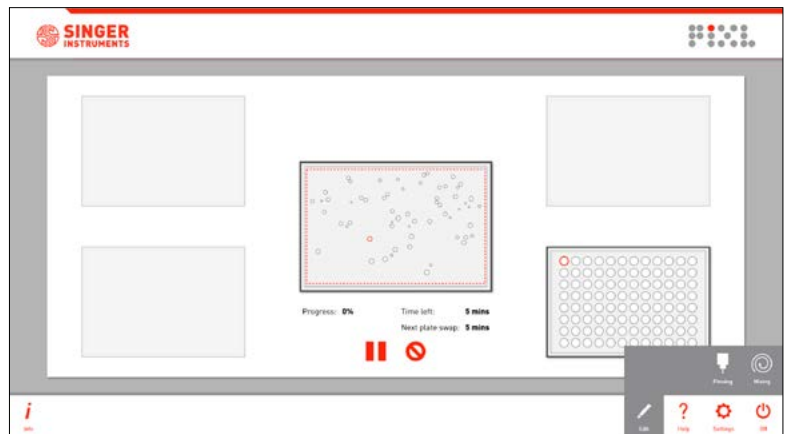 SINGER
INSTRUMENTS
PIXL
Progress: 0%
Time left: 5 mins
Next plate swap: 5 mins
Pinning
Mixing
i
Info
Edit
?
Help
Settings
Off